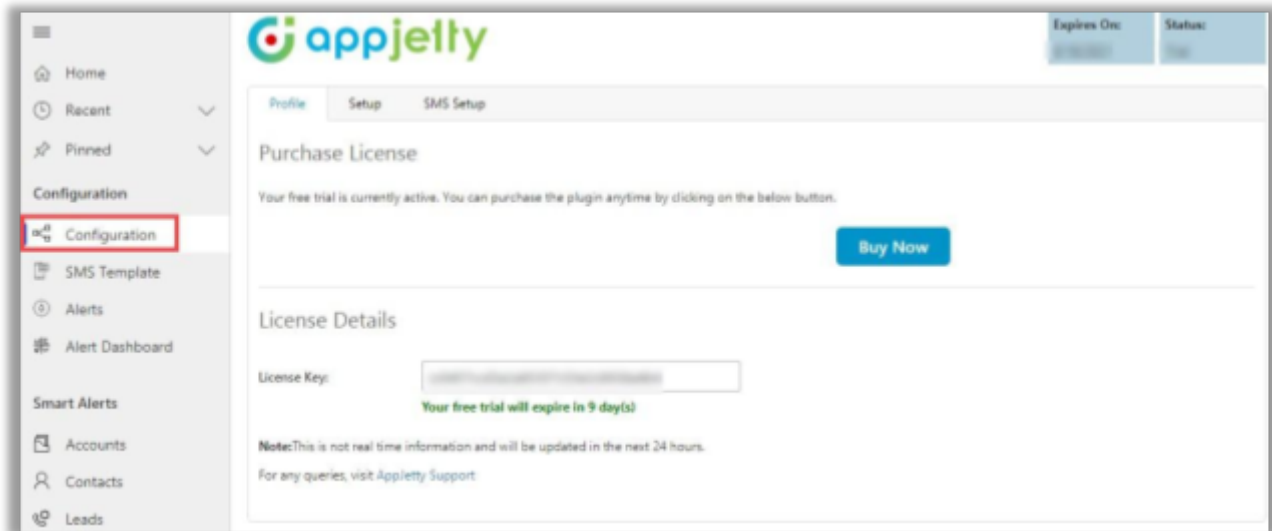 appjetty
Expires On:
Status:
Home
Recent
Pinned
Configuration
Configuration
SMS Template
Alerts
Alert Dashboard
Smart Alerts
Accounts
Contacts
Leads
Profile
Setup
SMS Setup
Purchase License
Your free trial is currently active. You can purchase the plugin anytime by clicking on the below button.
Buy Now
License Details
License Key:
Your free trial will expire in 9 day(s)
Note:This is not real time information and will be updated in the next 24 hours.
For any queries, visit AppJetty Support